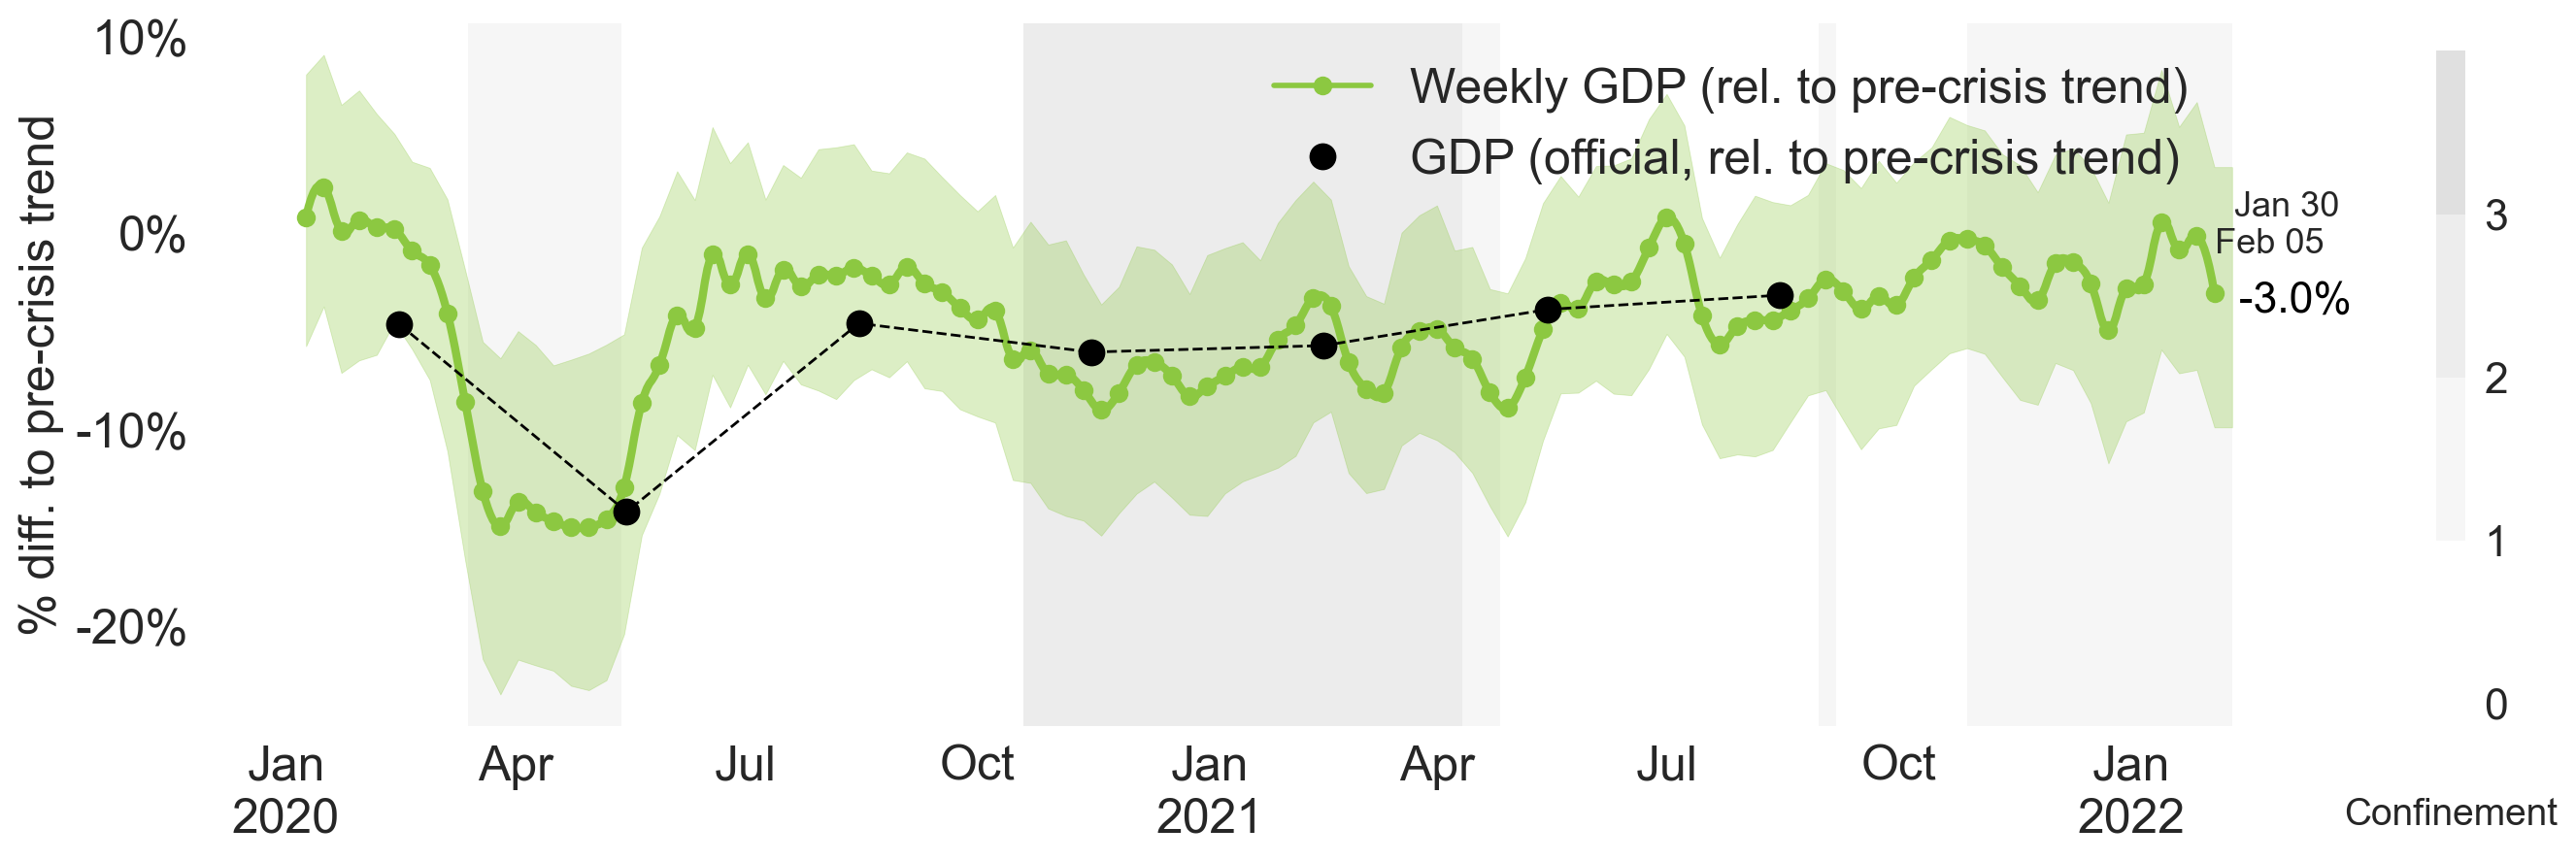 % diff. to pre-crisis trend
10%
0%
-10%
-20%
Weekly GDP (rel. to pre-crisis trend)
GDP (official, rel. to pre-crisis trend)
Jan 30
Feb 05
-3.0%
3
2
1
0
Confinement
Jan
2020
Apr
Jul
Oct
Jan
2021
Apr
Jul
Oct
Jan
2022